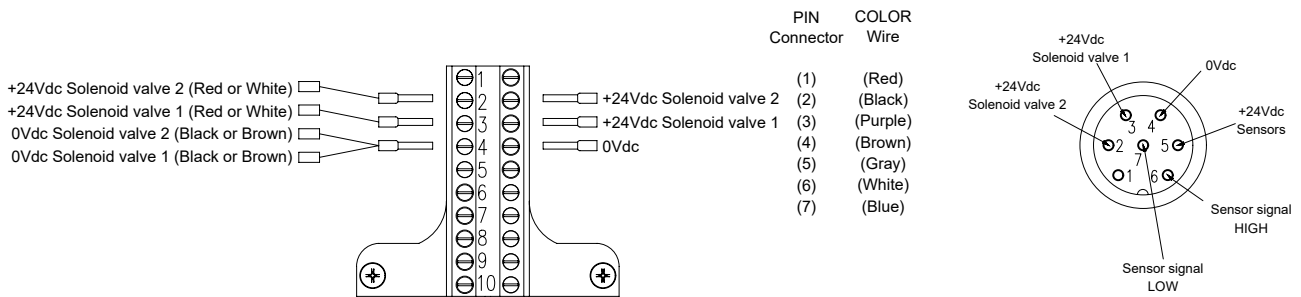 +24Vdc Solenoid valve 2 (Red or White)
+24Vdc Solenoid valve 1 (Red or White)
0Vdc Solenoid valve 2 (Black or Brown)
0Vdc Solenoid valve 1 (Black or Brown)
1
2
3
4
5
6
7
8
9
10
+24Vdc Solenoid valve 2
+24Vdc Solenoid valve 1
0Vdc
PIN COLOR
Connector Wire
(1) (Red)
(2) (Black)
(3) (Purple)
(4) (Brown)
(5) (Gray)
(6) (White)
(7) (Blue)
+24Vdc
Solenoid valve 1
0Vdc
+24Vdc
Solenoid valve 2
+24Vdc
Sensors
3 4
2 5
7
1 6
Sensor signal
HIGH
Sensor signal
LOW